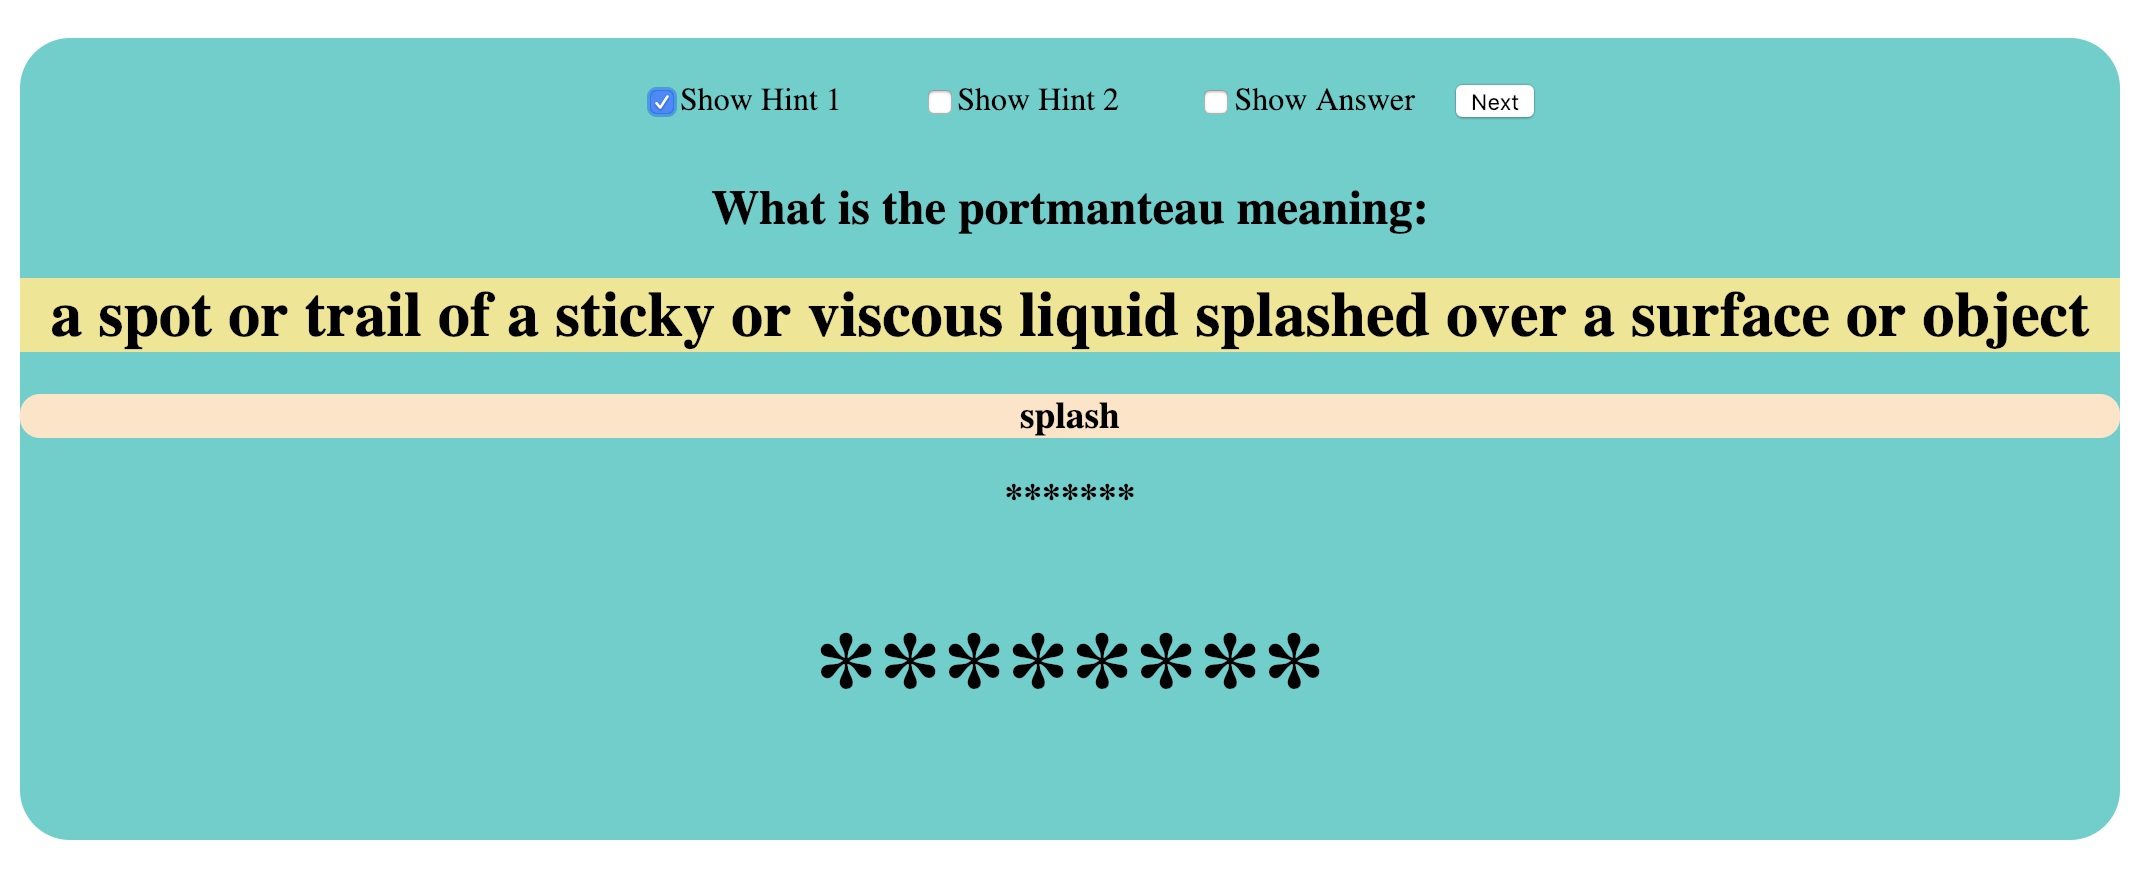 Show Hint 1 Show Hint 2 Show Answer Next
What is the portmanteau meaning:
a spot or trail of a sticky or viscous liquid splashed over a surface or object
splash
*******
********